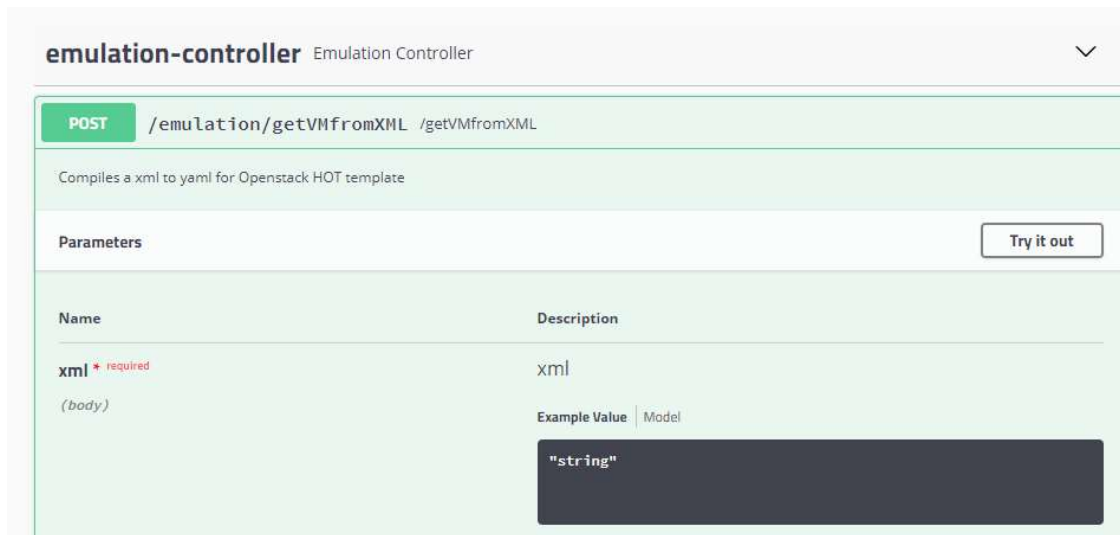 emulation-controller Emulation Controller
POST /emulation/getVMfromXML /getVMfromXML
Compiles a xml to yaml for Openstack HOT template
Parameters Try it out
Name Description
xml * required xml
(body)
Example Value Model
"string"